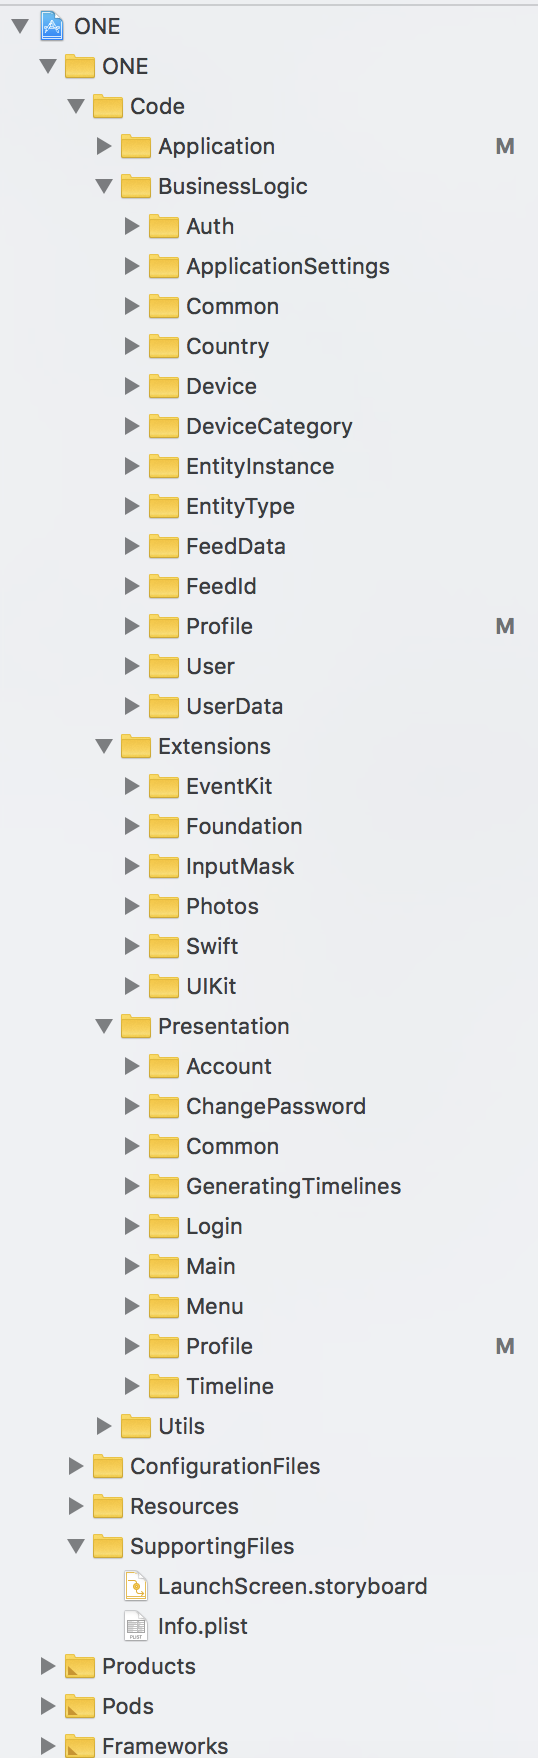 ONE
ONE
Code
Application M
BusinessLogic
Auth
ApplicationSettings
Common
Country
Device
DeviceCategory
EntityInstance
EntityType
FeedData
FeedId
Profile M
User
UserData
Extensions
EventKit
Foundation
InputMask
Photos
Swift
UIKit
Presentation
Account
ChangePassword
Common
GeneratingTimelines
Login
Main
Menu
Profile M
Timeline
Utils
ConfigurationFiles
Resources
SupportingFiles
LaunchScreen.storyboard
PLIST Info.plist
Products
Pods
Frameworks